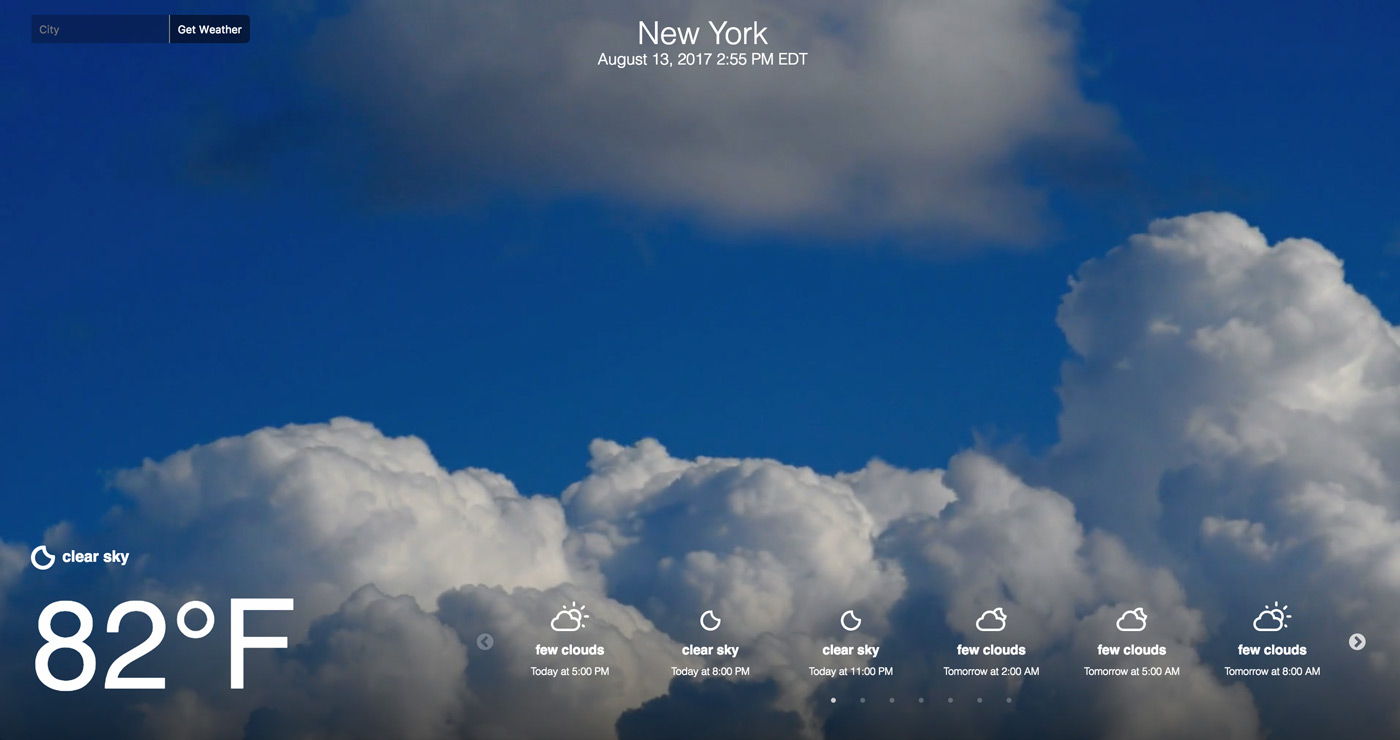 City
Get Weather
New York
August 13, 2017 2:55 PM EDT
clear sky
82°F
few clouds
Today at 5:00 PM
clear sky
Today at 8:00 PM
clear sky
Today at 11:00 PM
few clouds
Tomorrow at 2:00 AM
few clouds
Tomorrow at 5:00 AM
few clouds
Tomorrow at 8:00 AM